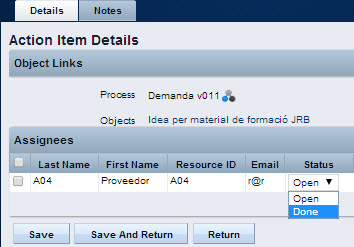 Details Notes
Action Item Details
Object Links
Process Demanda v011
Objects Idea per material de formació JRB
Assignees
Last Name First Name Resource ID Email Status
A04 Proveedor A04 r@r Open
Open
Done
Save Save And Return Return